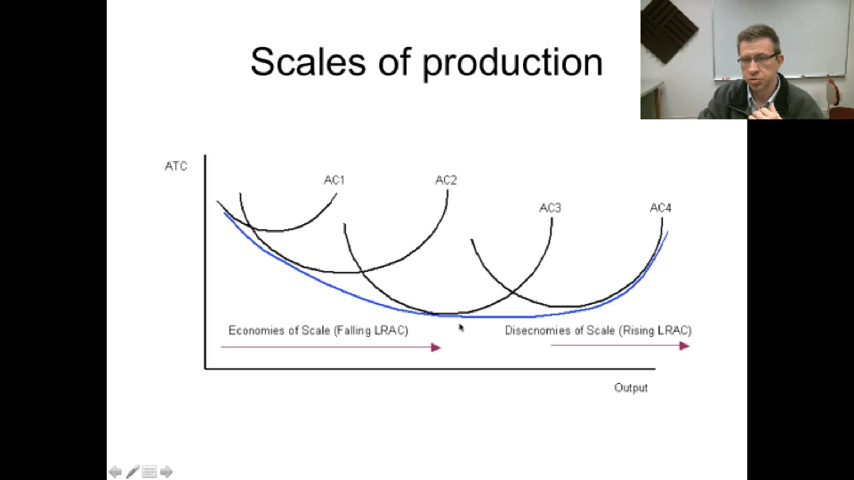 Scales of production
ATC
AC1
AC2
AC3
AC4
Economies of Scale (Falling LRAC)
Disecnomies of Scale (Rising LRAC)
Output